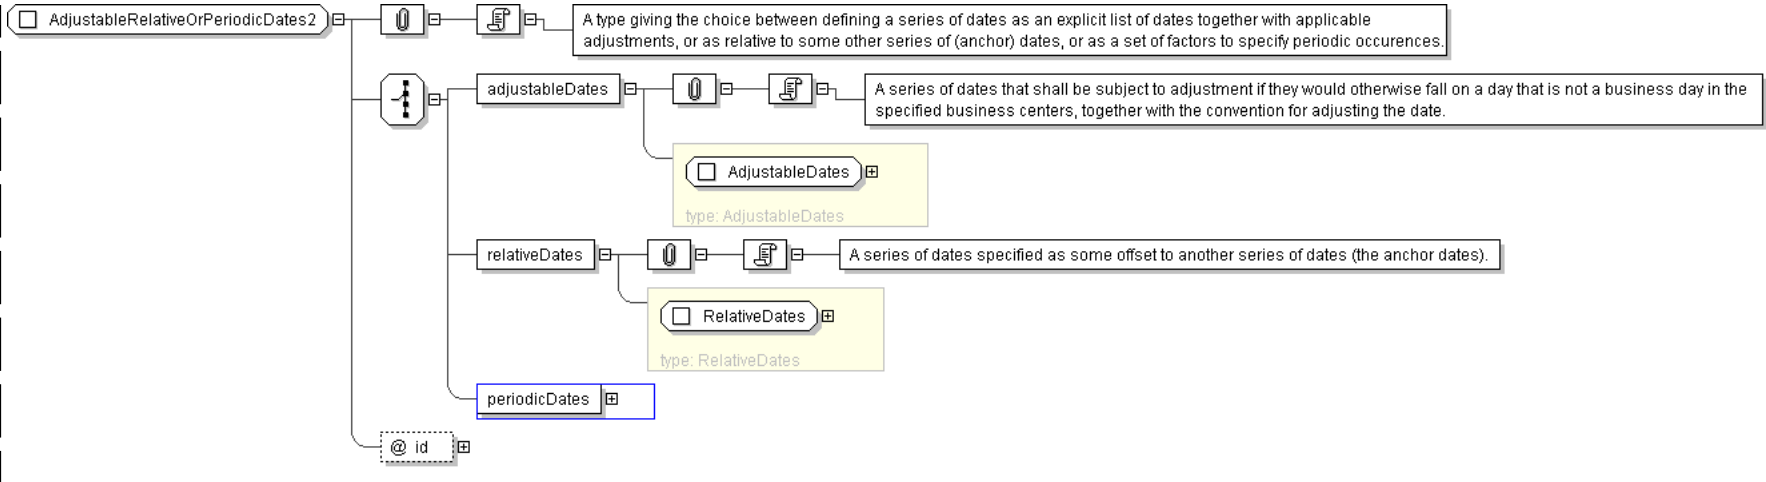 AdjustableRelativeOrPeriodicDates2
A type giving the choice between defining a series of dates as an explicit list of dates together with applicable
adjustments, or as relative to some other series of (anchor) dates, or as a set of factors to specify periodic occurences.
adjustableDates
A series of dates that shall be subject to adjustment if they would otherwise fall on a day that is not a business day in the
specified business centers, together with the convention for adjusting the date.
AdjustableDates
type: AdjustableDates
relativeDates
A series of dates specified as some offset to another series of dates (the anchor dates).
RelativeDates
type: RelativeDates
periodicDates
@ id